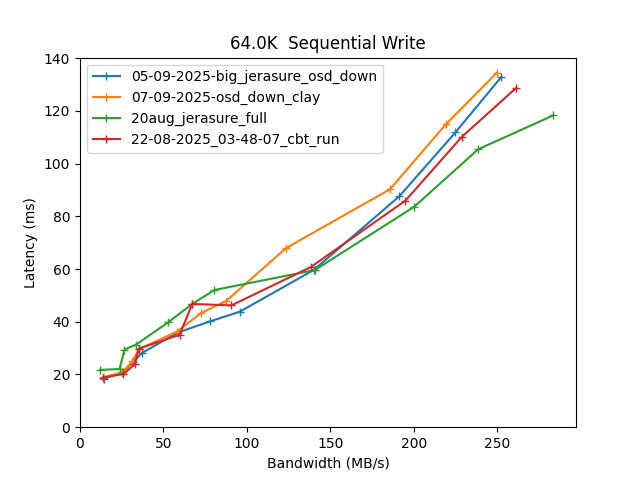 64.0K  Sequential Write
05-09-2025-big_jerasure_osd_down
07-09-2025-osd_down_clay
20aug_jerasure_full
22-08-2025_03-48-07_cbt_run
Latency (ms)
140
120
100
80
60
40
20
0
0 50 100 150 200 250
Bandwidth (MB/s)